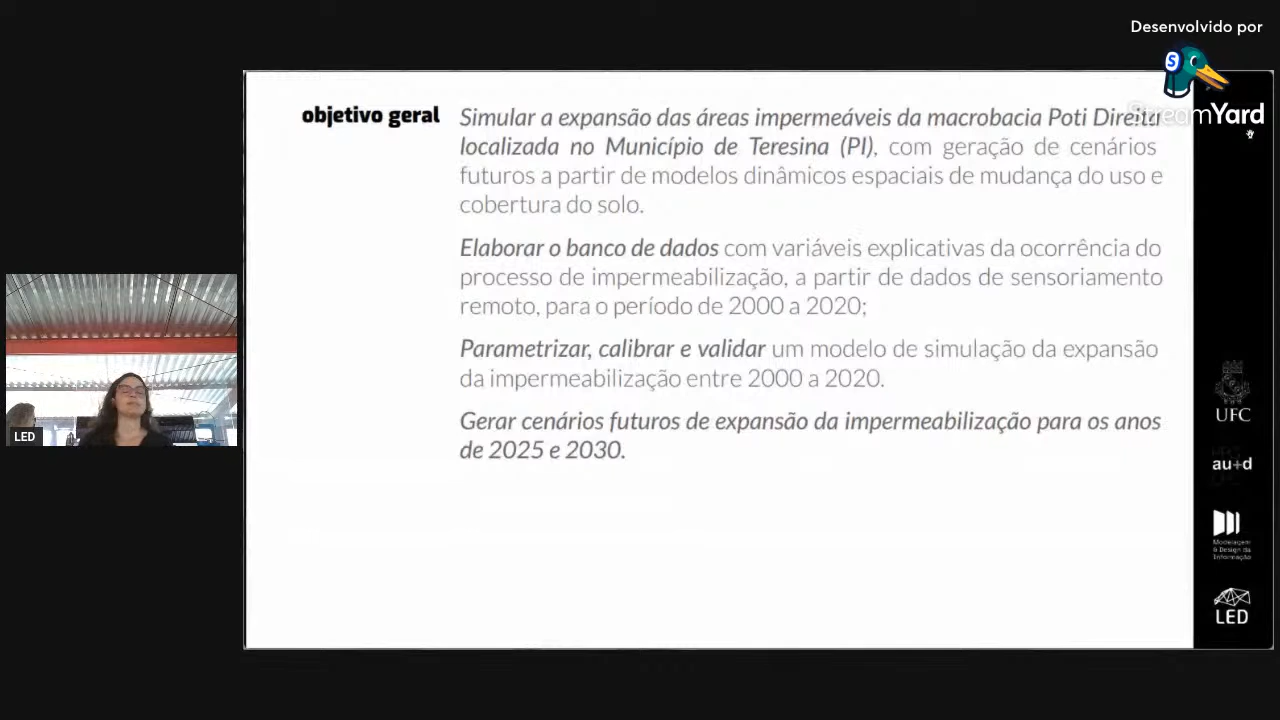 Desenvolvido por
StreamYard
objetivo geral
Simular a expansão das áreas impermeáveis da macrobacia Poti Direita
localizada no Município de Teresina (PI), com geração de cenários
futuros a partir de modelos dinâmicos espaciais de mudança do uso e
cobertura do solo.
Elaborar o banco de dados com variáveis explicativas da ocorrência do
processo de impermeabilização, a partir de dados de sensoriamento
remoto, para o período de 2000 a 2020;
Parametrizar, calibrar e validar um modelo de simulação da expansão
da impermeabilização entre 2000 a 2020.
Gerar cenários futuros de expansão da impermeabilização para os anos
de 2025 e 2030.
LED
UFC
au+d
Modelagem
& Design da
Informação
LED